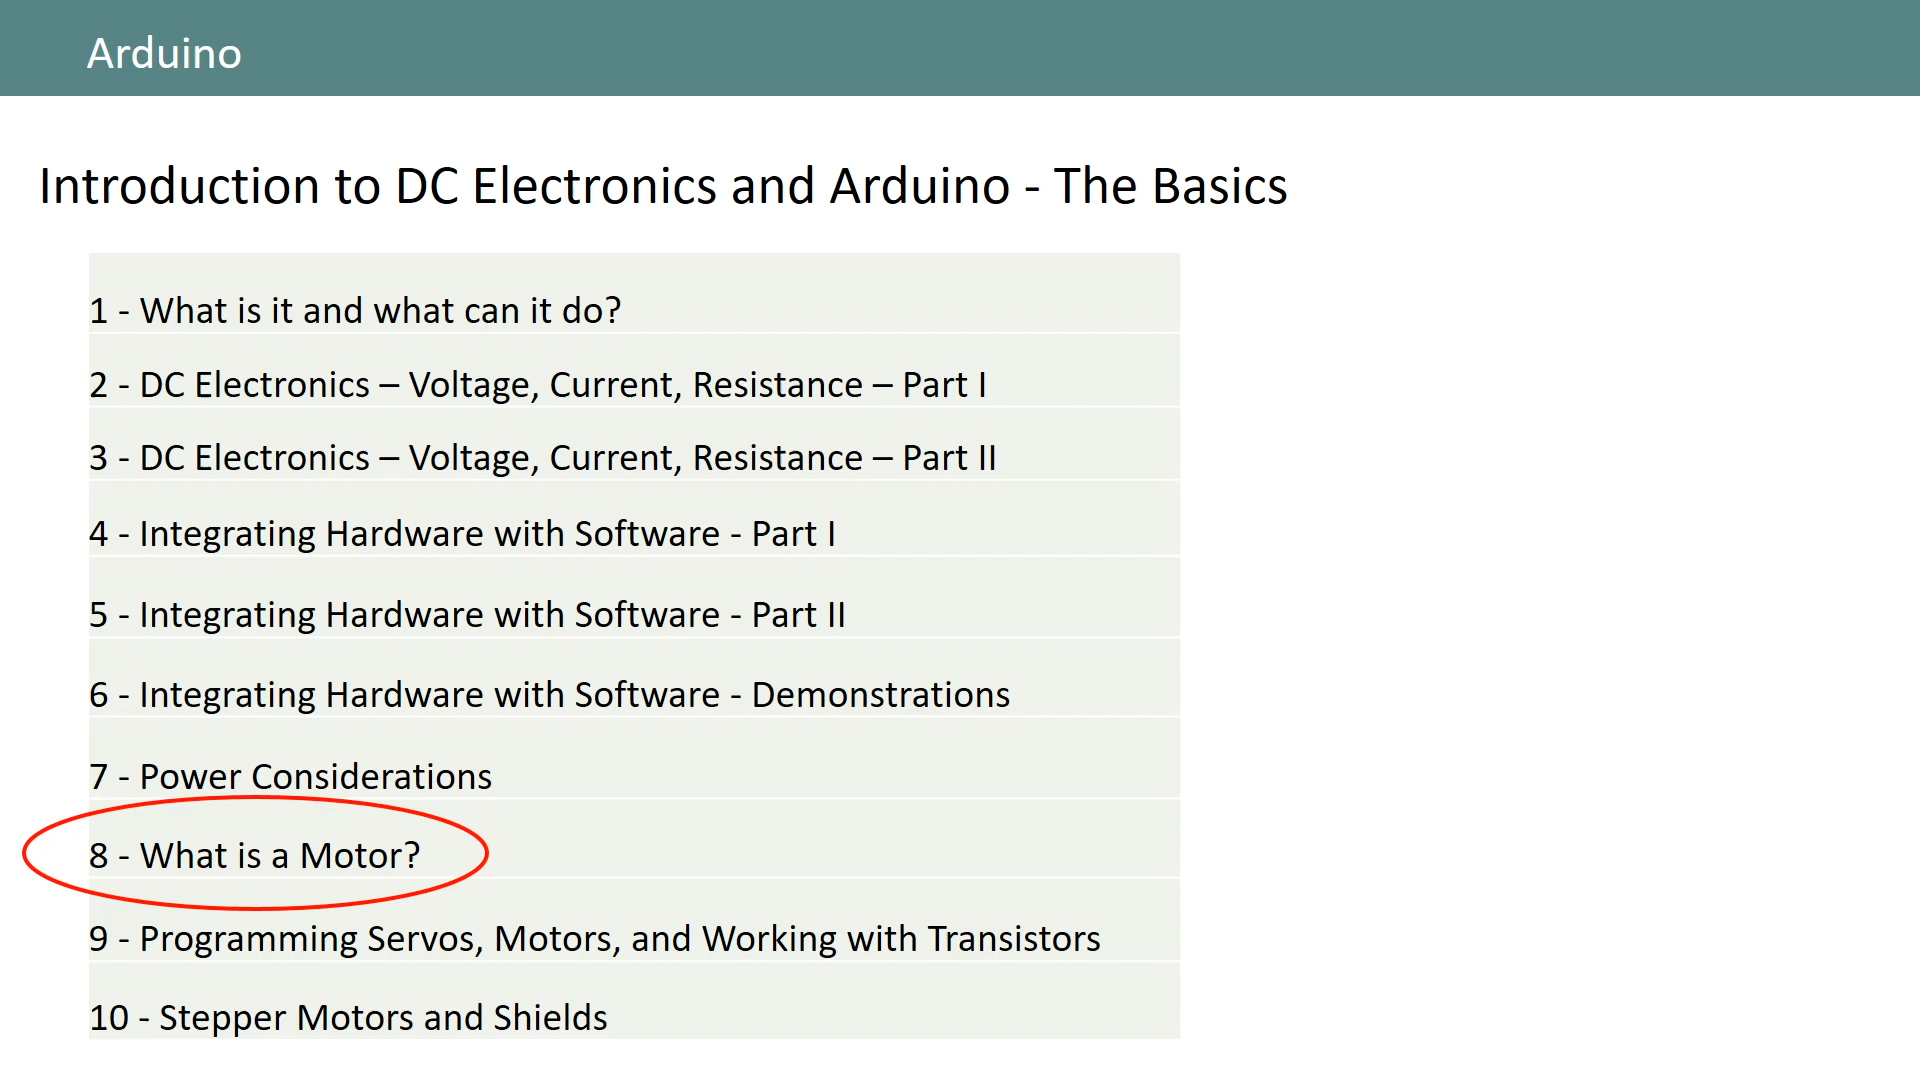 Arduino
Introduction to DC Electronics and Arduino - The Basics
1 - What is it and what can it do?
2 - DC Electronics – Voltage, Current, Resistance – Part I
3 - DC Electronics – Voltage, Current, Resistance – Part II
4 - Integrating Hardware with Software - Part I
5 - Integrating Hardware with Software - Part II
6 - Integrating Hardware with Software - Demonstrations
7 - Power Considerations
8 - What is a Motor?
9 - Programming Servos, Motors, and Working with Transistors
10 - Stepper Motors and Shields